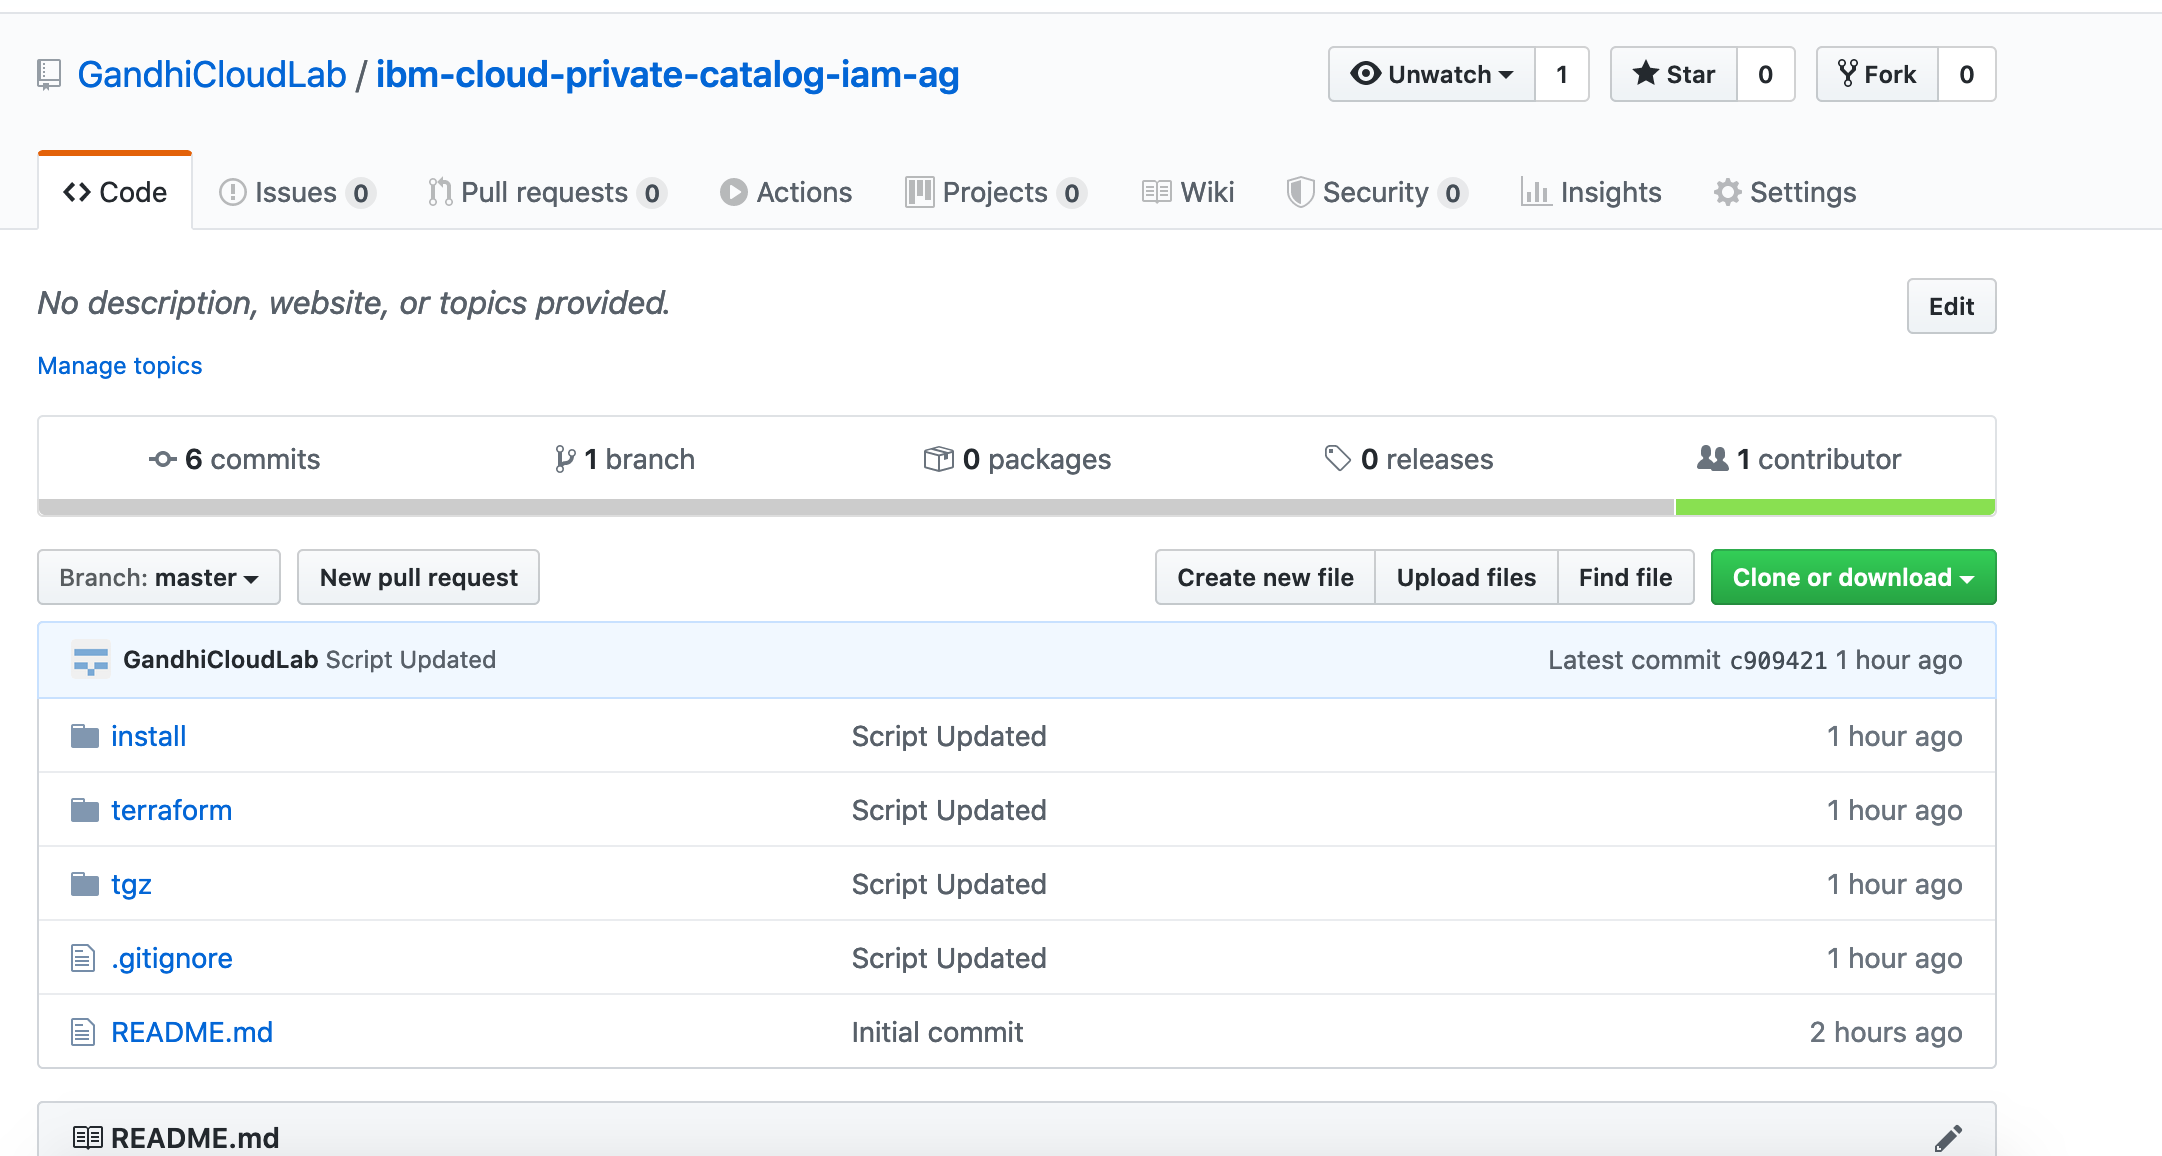 GandhiCloudLab / ibm-cloud-private-catalog-iam-ag
Unwatch 1 Star 0 Fork 0
Code Issues 0 Pull requests 0 Actions Projects 0 Wiki Security 0 Insights Settings
No description, website, or topics provided. Edit
Manage topics
6 commits 1 branch 0 packages 0 releases 1 contributor
Branch: master New pull request Create new file Upload files Find file Clone or download
GandhiCloudLab Script Updated Latest commit c909421 1 hour ago
install Script Updated 1 hour ago
terraform Script Updated 1 hour ago
tgz Script Updated 1 hour ago
.gitignore Script Updated 1 hour ago
README.md Initial commit 2 hours ago
README.md